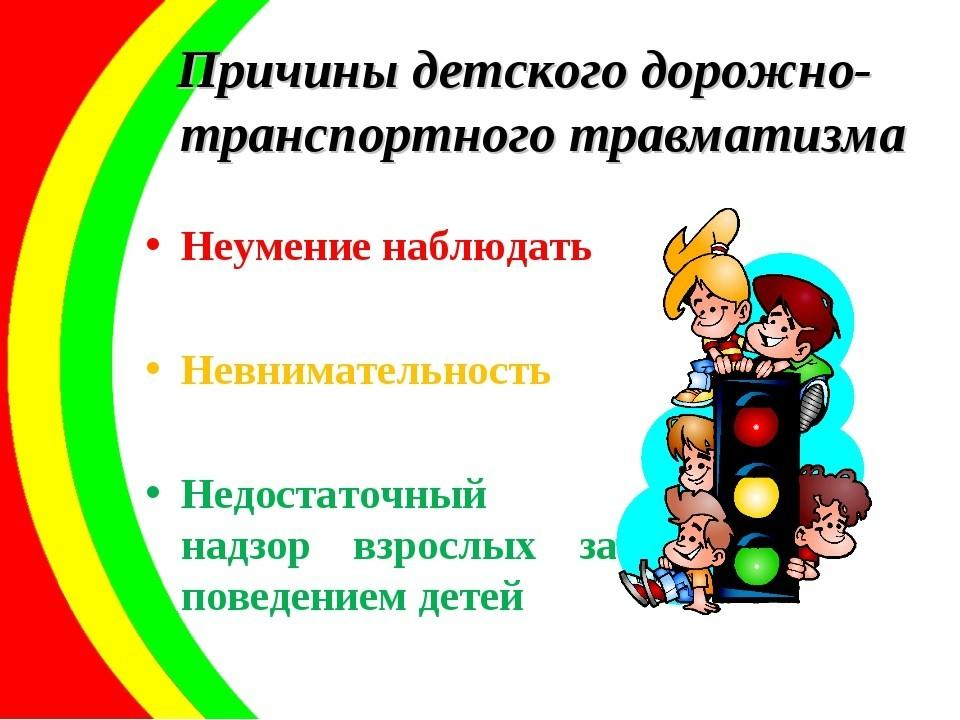 Причины детского дорожно-
транспортного травматизма
• Неумение наблюдать
• Невнимательность
• Недостаточный
надзор взрослых за
поведением детей